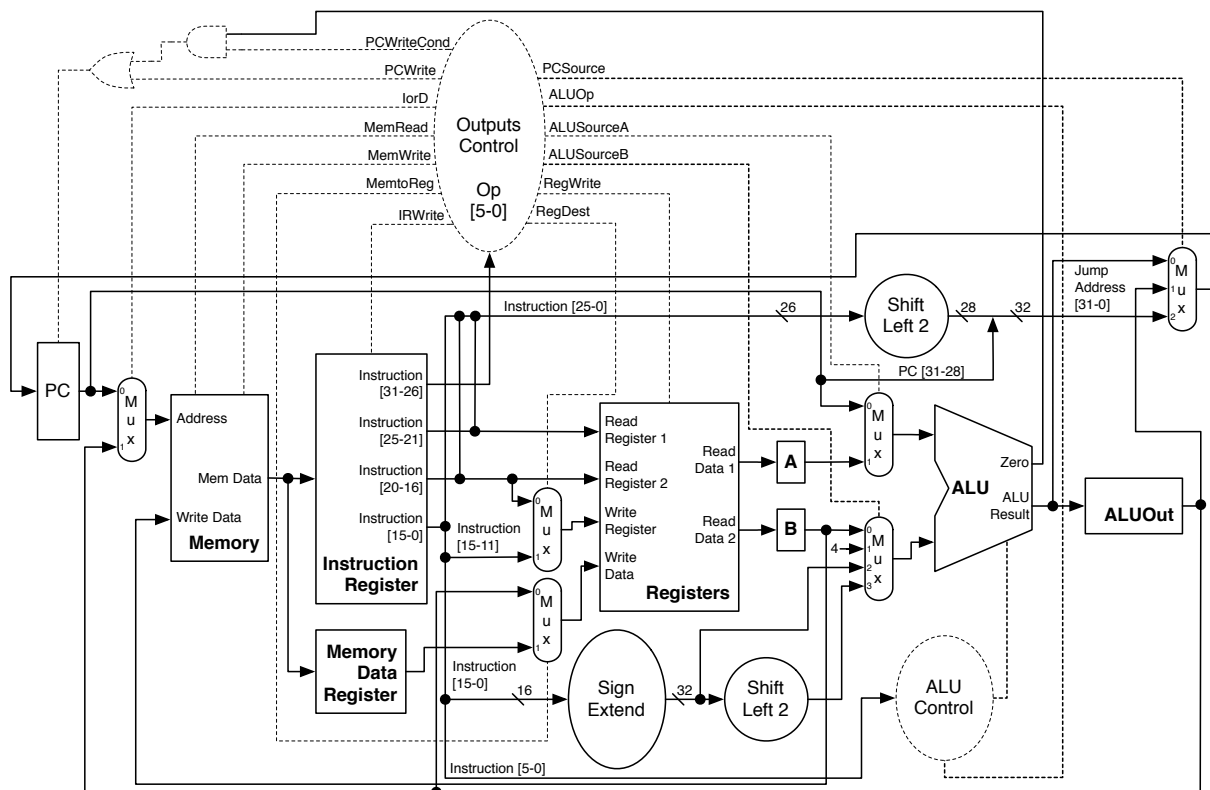 PCWriteCond
PCWrite
IorD
MemRead
MemWrite
MemtoReg
IRWrite
Outputs
Control
Op
[5-0]
PCSource
ALUOp
ALUSourceA
ALUSourceB
RegWrite
RegDest
PC
0
M
u
x
1
Address
Mem Data
Write Data
Memory
Instruction
[31-26]
Instruction
[25-21]
Instruction
[20-16]
Instruction
[15-0]
Instruction
Register
Memory
Data
Register
Instruction [25-0]
26
Shift
Left 2
28
32
Jump
Address
[31-0]
PC [31-28]
0
M
u
x
1
2
Instruction
[15-11]
0
M
u
x
1
0
M
u
x
1
Read
Register 1
Read
Register 2
Write
Register
Write
Data
Read
Data 1
Read
Data 2
Registers
A
B
0
M
u
x
1
4
0
M
u
x
1
2
3
ALU
Zero
ALU
Result
ALUOut
Instruction
[15-0]
16
Sign
Extend
32
Shift
Left 2
ALU
Control
Instruction [5-0]